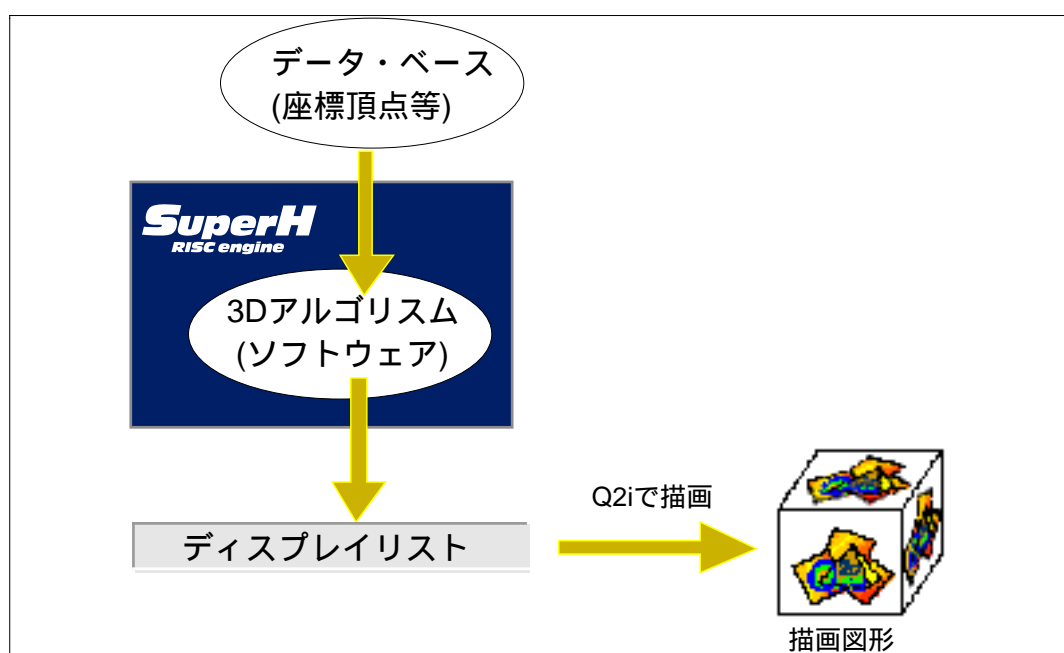 データ・ベース
(座標頂点等)
SuperH
RISC engine
3Dアルゴリスム
(ソフトウェア)
ディスプレイリスト
Q2iで描画
描画図形